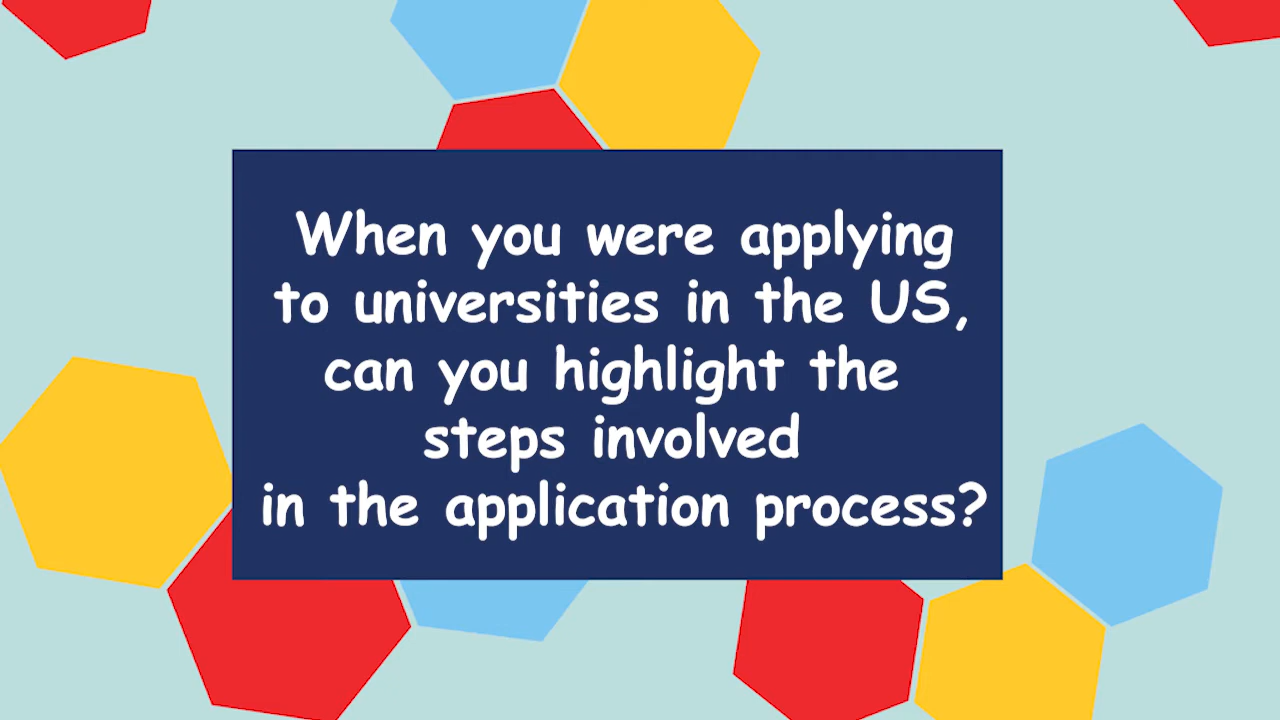 When you were applying
to universities in the US,
can you highlight the
steps involved
in the application process?